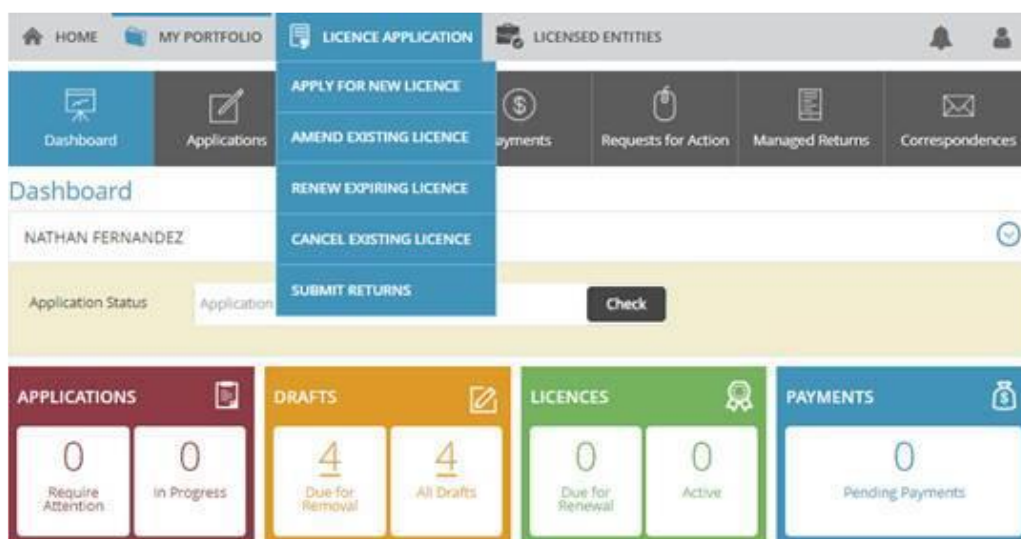 HOME MY PORTFOLIO LICENCE APPLICATION LICENSED ENTITIES
APPLY FOR NEW LICENCE
AMEND EXISTING LICENCE
RENEW EXPIRING LICENCE
CANCEL EXISTING LICENCE
SUBMIT RETURNS
Dashboard Applications ayments Requests for Action Managed Returns Correspondences
Dashboard
NATHAN FERNANDEZ
Application Status Application Check
APPLICATIONS DRAFTS LICENCES PAYMENTS
0 0 4 4 0 0 0
Require Attention In Progress Due for Removal All Drafts Due for Renewal Active Pending Payments